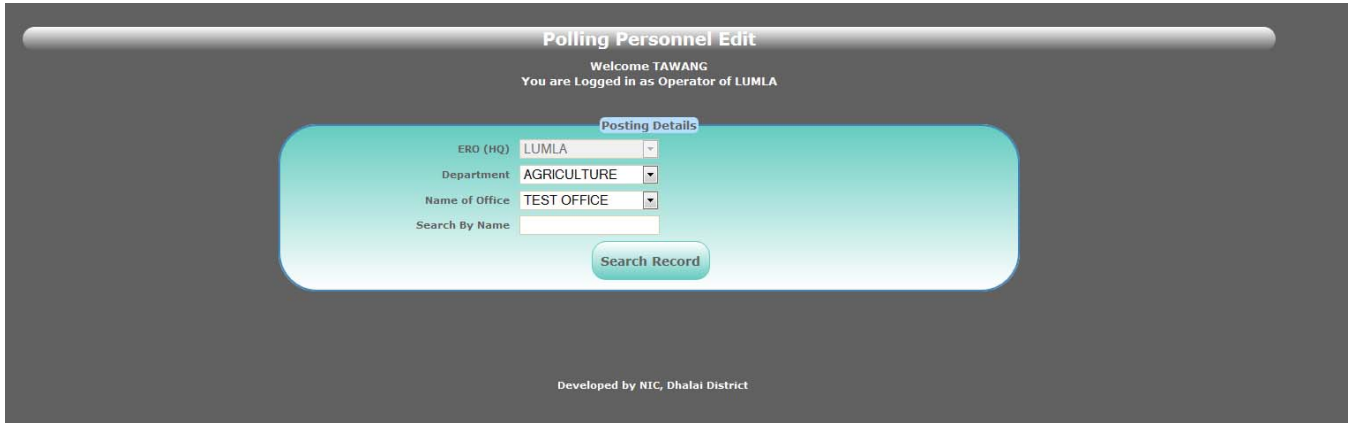 Polling Personnel Edit
Welcome TAWANG
You are Logged in as Operator of LUMLA
Posting Details
ERO (HQ) LUMLA
Department AGRICULTURE
Name of Office TEST OFFICE
Search By Name
Search Record
Developed by NIC, Dhalai District